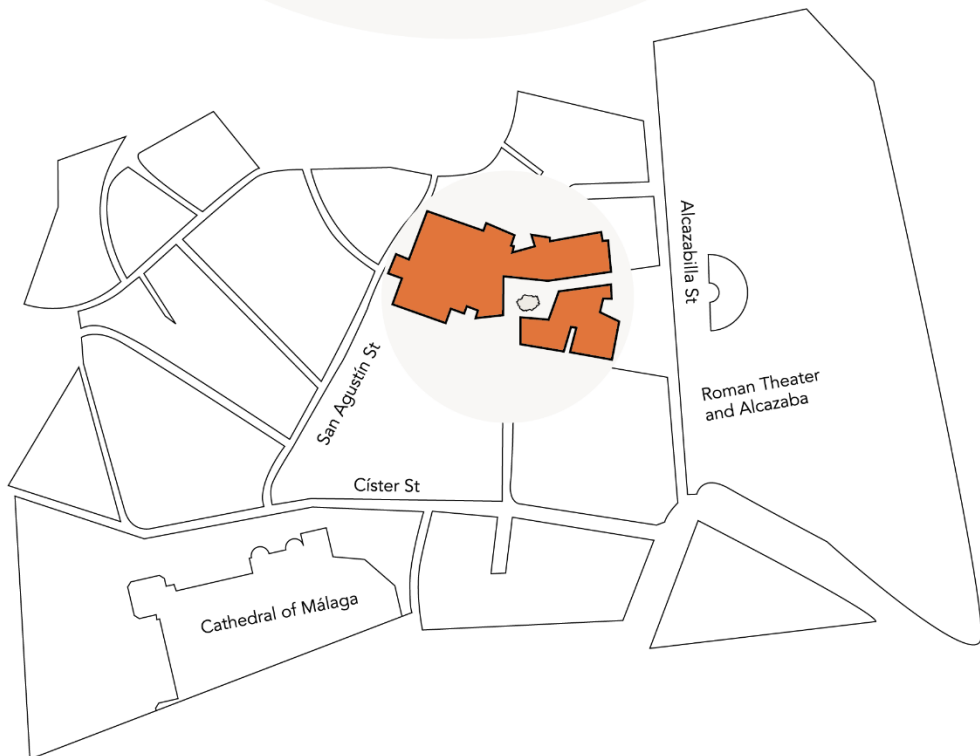 Alcazabilla St
San Agustín St
Roman Theater
and Alcazaba
Císter St
Cathedral of Málaga